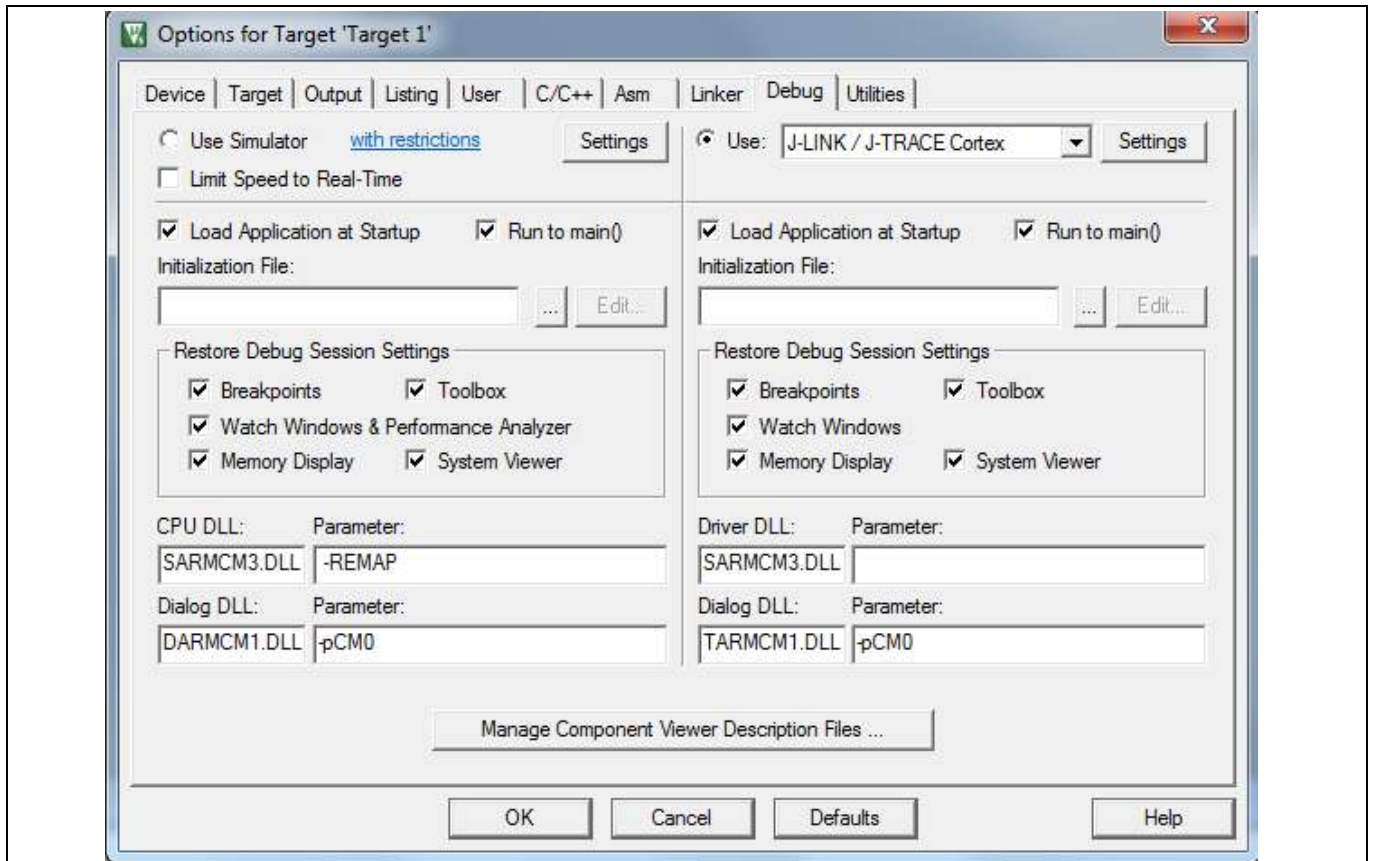 Options for Target 'Target 1'
Device Target Output Listing User C/C++ Asm Linker Debug Utilities
Use Simulator with restrictions Settings Use: J-LINK / J-TRACE Cortex Settings
Limit Speed to Real-Time
Load Application at Startup Run to main() Load Application at Startup Run to main()
Initialization File: Initialization File:
... Edit... ... Edit...
Restore Debug Session Settings Restore Debug Session Settings
Breakpoints Toolbox Breakpoints Toolbox
Watch Windows & Performance Analyzer Watch Windows
Memory Display System Viewer Memory Display System Viewer
CPU DLL: Parameter: Driver DLL: Parameter:
SARMCM3.DLL -REMAP SARMCM3.DLL
Dialog DLL: Parameter: Dialog DLL: Parameter:
DARMCM1.DLL -pCM0 TARMCM1.DLL -pCM0
Manage Component Viewer Description Files ...
OK Cancel Defaults Help